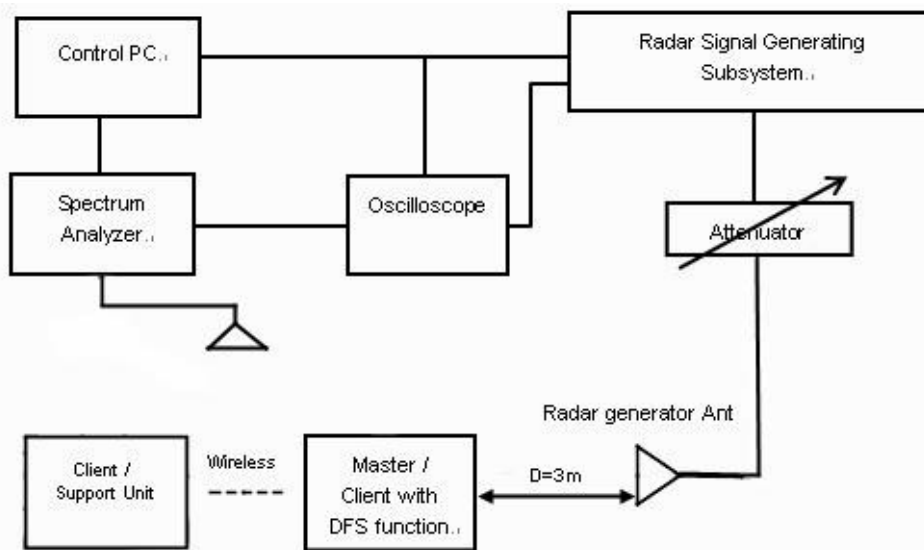 Control PC.
Radar Signal Generating
Subsystem.
Spectrum
Analyzer.
Oscilloscope
Attenuator
Radar generator Ant
Client /
Support Unit
Wireless
Master /
Client with
DFS function.
D=3m